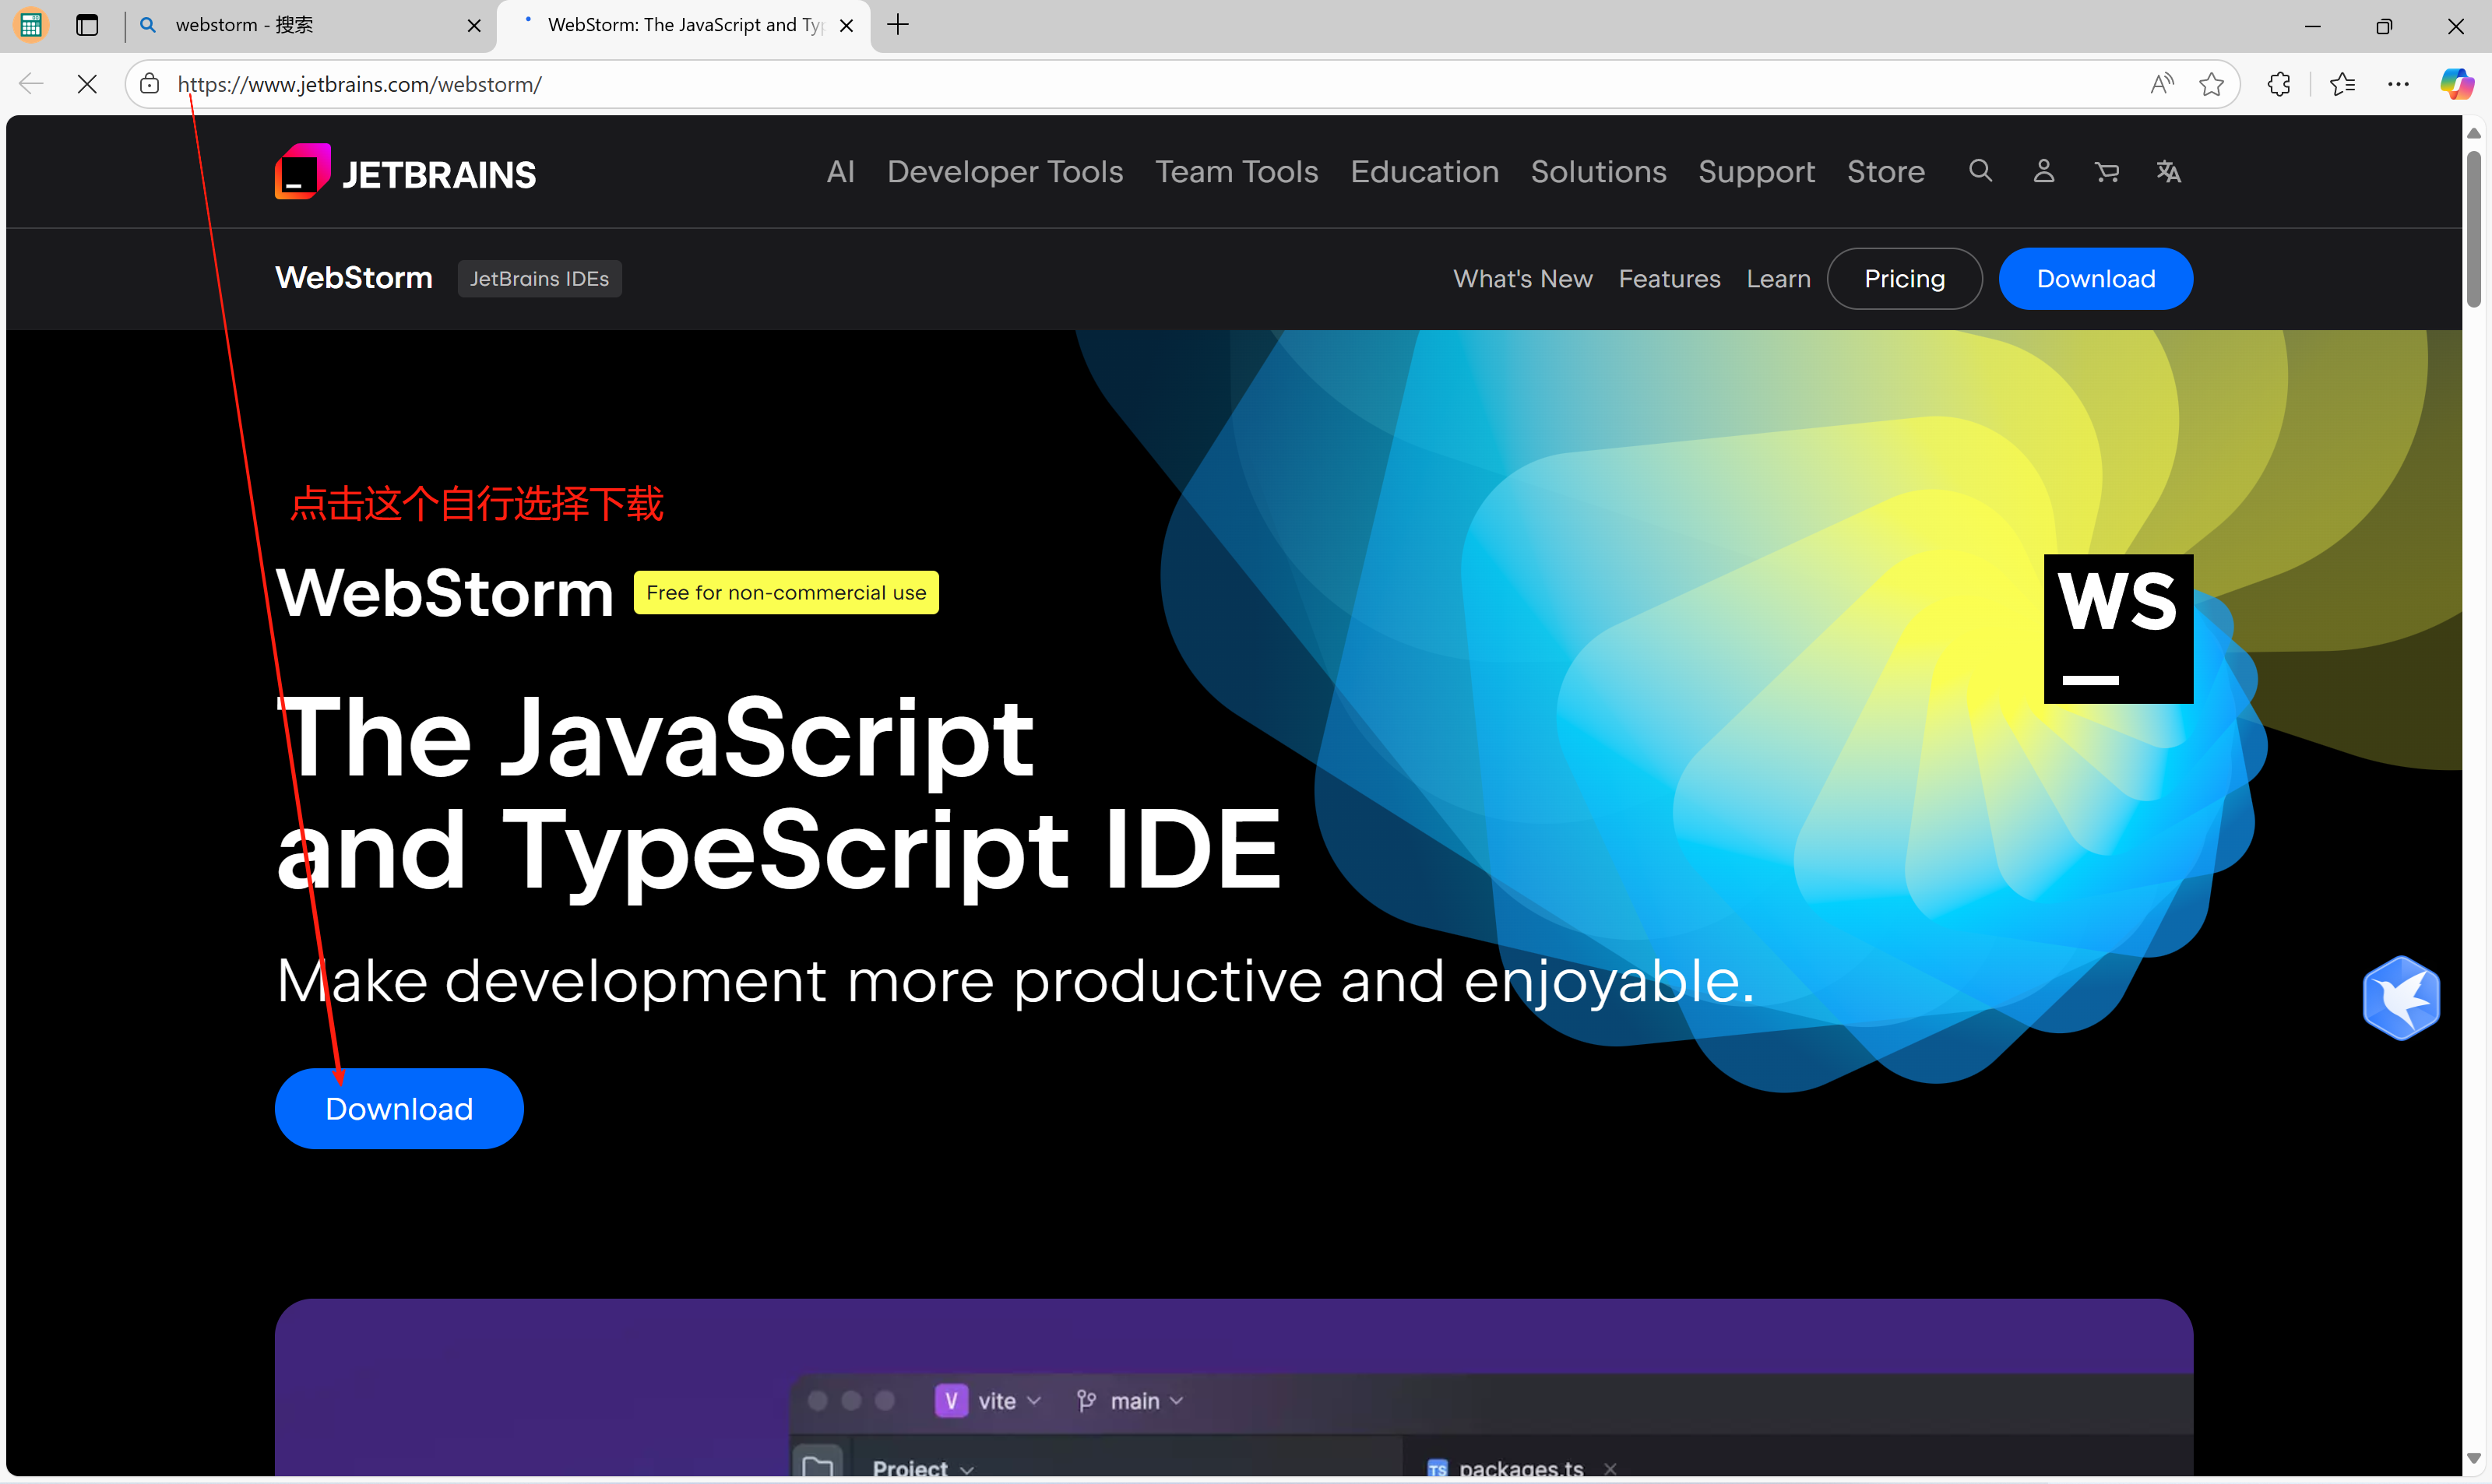 webstorm - 搜索
WebStorm: The JavaScript and Typ
https://www.jetbrains.com/webstorm/
JETBRAINS
AI Developer Tools Team Tools Education Solutions Support Store
WebStorm JetBrains IDEs
What's New Features Learn Pricing Download
点击这个自行选择下载
WebStorm Free for non-commercial use
WS
The JavaScript
and TypeScript IDE
Make development more productive and enjoyable.
Download
V vite main
Project
TS packages.ts